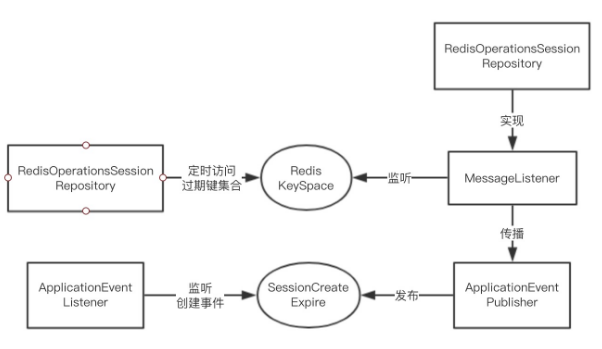 RedisOperationsSession
Repository
实现
RedisOperationsSession
Repository
定时访问
过期键集合
Redis
KeySpace
监听
MessageListener
传播
ApplicationEvent
Listener
监听
创建事件
SessionCreate
Expire
发布
ApplicationEvent
Publisher